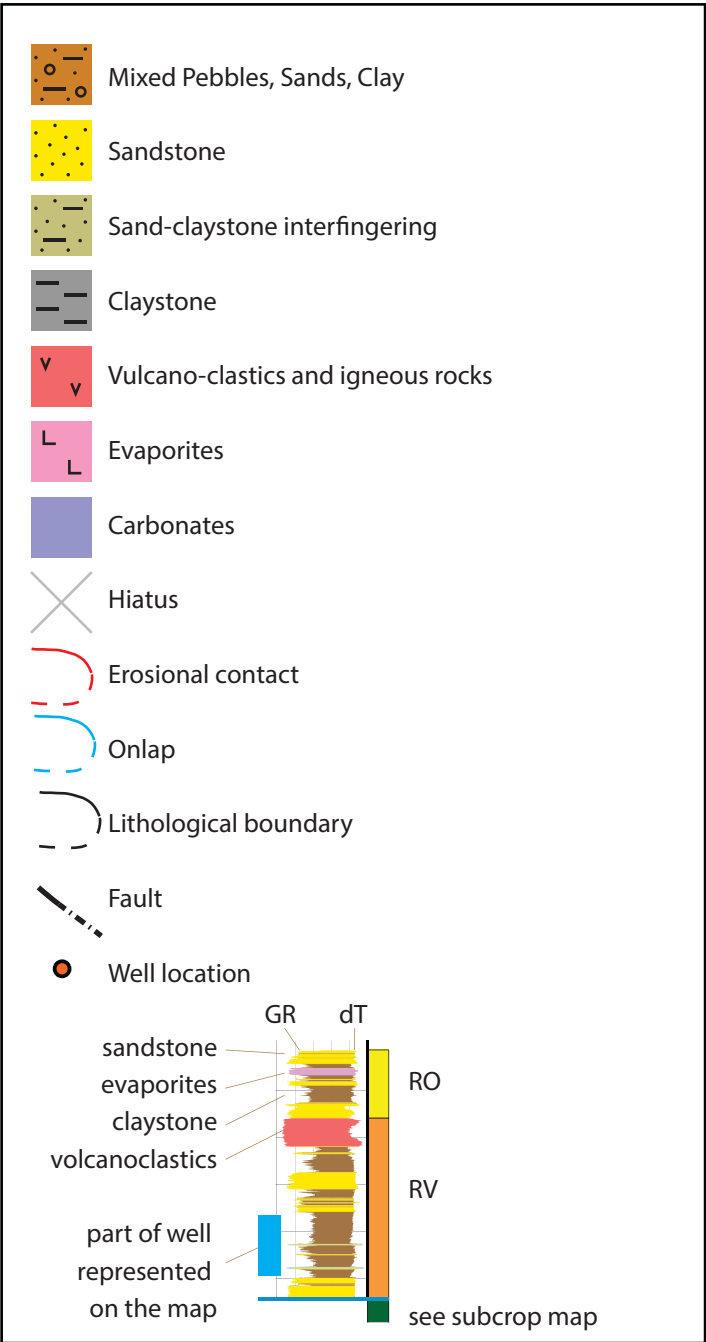 Mixed Pebbles, Sands, Clay
Sandstone
Sand-claystone interfingering
Claystone
Vulcano-clastics and igneous rocks
Evaporites
Carbonates
Hiatus
Erosional contact
Onlap
Lithological boundary
Fault
Well location
GR dT
sandstone
evaporites
claystone
volcanoclastics
RO
RV
part of well
represented
on the map
see subcrop map